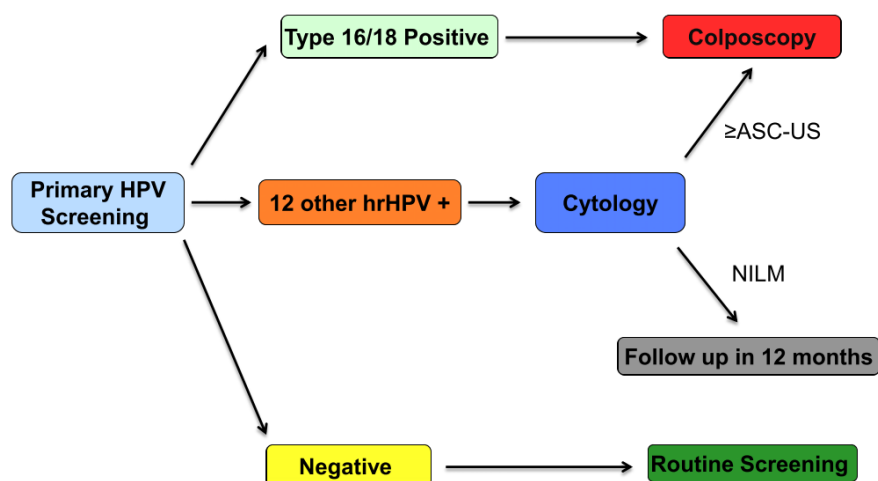 Type 16/18 Positive
Colposcopy
≥ASC-US
Primary HPV
Screening
12 other hrHPV +
Cytology
NILM
Follow up in 12 months
Negative
Routine Screening